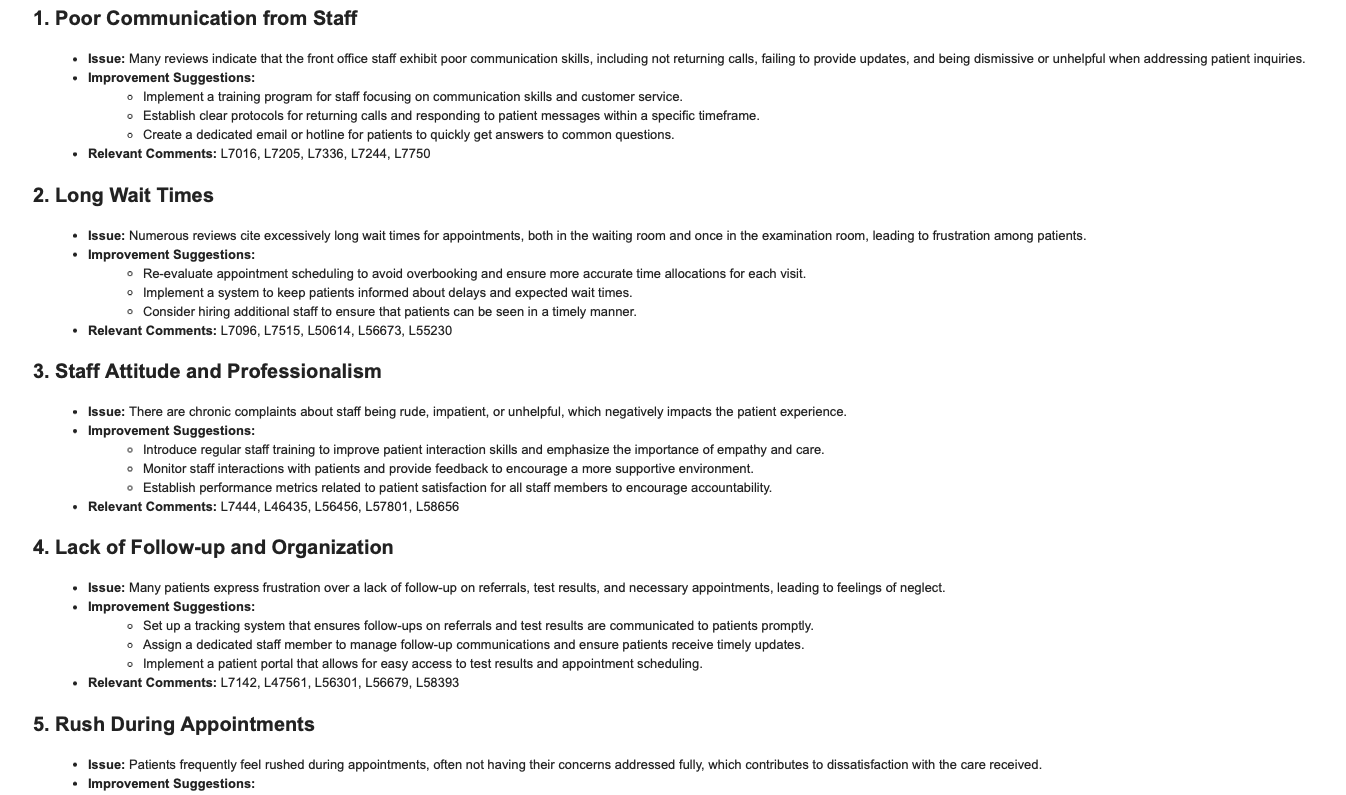 1. Poor Communication from Staff
• Issue: Many reviews indicate that the front office staff exhibit poor communication skills, including not returning calls, failing to provide updates, and being dismissive or unhelpful when addressing patient inquiries.
• Improvement Suggestions:
◦ Implement a training program for staff focusing on communication skills and customer service.
◦ Establish clear protocols for returning calls and responding to patient messages within a specific timeframe.
◦ Create a dedicated email or hotline for patients to quickly get answers to common questions.
• Relevant Comments: L7016, L7205, L7336, L7244, L7750
2. Long Wait Times
• Issue: Numerous reviews cite excessively long wait times for appointments, both in the waiting room and once in the examination room, leading to frustration among patients.
• Improvement Suggestions:
◦ Re-evaluate appointment scheduling to avoid overbooking and ensure more accurate time allocations for each visit.
◦ Implement a system to keep patients informed about delays and expected wait times.
◦ Consider hiring additional staff to ensure that patients can be seen in a timely manner.
• Relevant Comments: L7096, L7515, L50614, L56673, L55230
3. Staff Attitude and Professionalism
• Issue: There are chronic complaints about staff being rude, impatient, or unhelpful, which negatively impacts the patient experience.
• Improvement Suggestions:
◦ Introduce regular staff training to improve patient interaction skills and emphasize the importance of empathy and care.
◦ Monitor staff interactions with patients and provide feedback to encourage a more supportive environment.
◦ Establish performance metrics related to patient satisfaction for all staff members to encourage accountability.
• Relevant Comments: L7444, L46435, L56456, L57801, L58656
4. Lack of Follow-up and Organization
• Issue: Many patients express frustration over a lack of follow-up on referrals, test results, and necessary appointments, leading to feelings of neglect.
• Improvement Suggestions:
◦ Set up a tracking system that ensures follow-ups on referrals and test results are communicated to patients promptly.
◦ Assign a dedicated staff member to manage follow-up communications and ensure patients receive timely updates.
◦ Implement a patient portal that allows for easy access to test results and appointment scheduling.
• Relevant Comments: L7142, L47561, L56301, L56679, L58393
5. Rush During Appointments
• Issue: Patients frequently feel rushed during appointments, often not having their concerns addressed fully, which contributes to dissatisfaction with the care received.
• Improvement Suggestions: